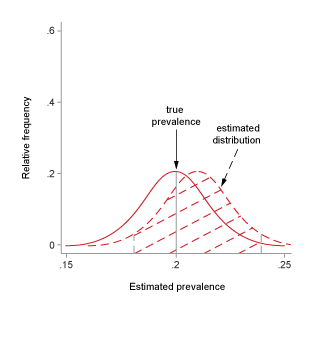 .6
Relative frequency
.4
true
prevalence
estimated
distribution
.2
0
.15
.2
.25
Estimated prevalence